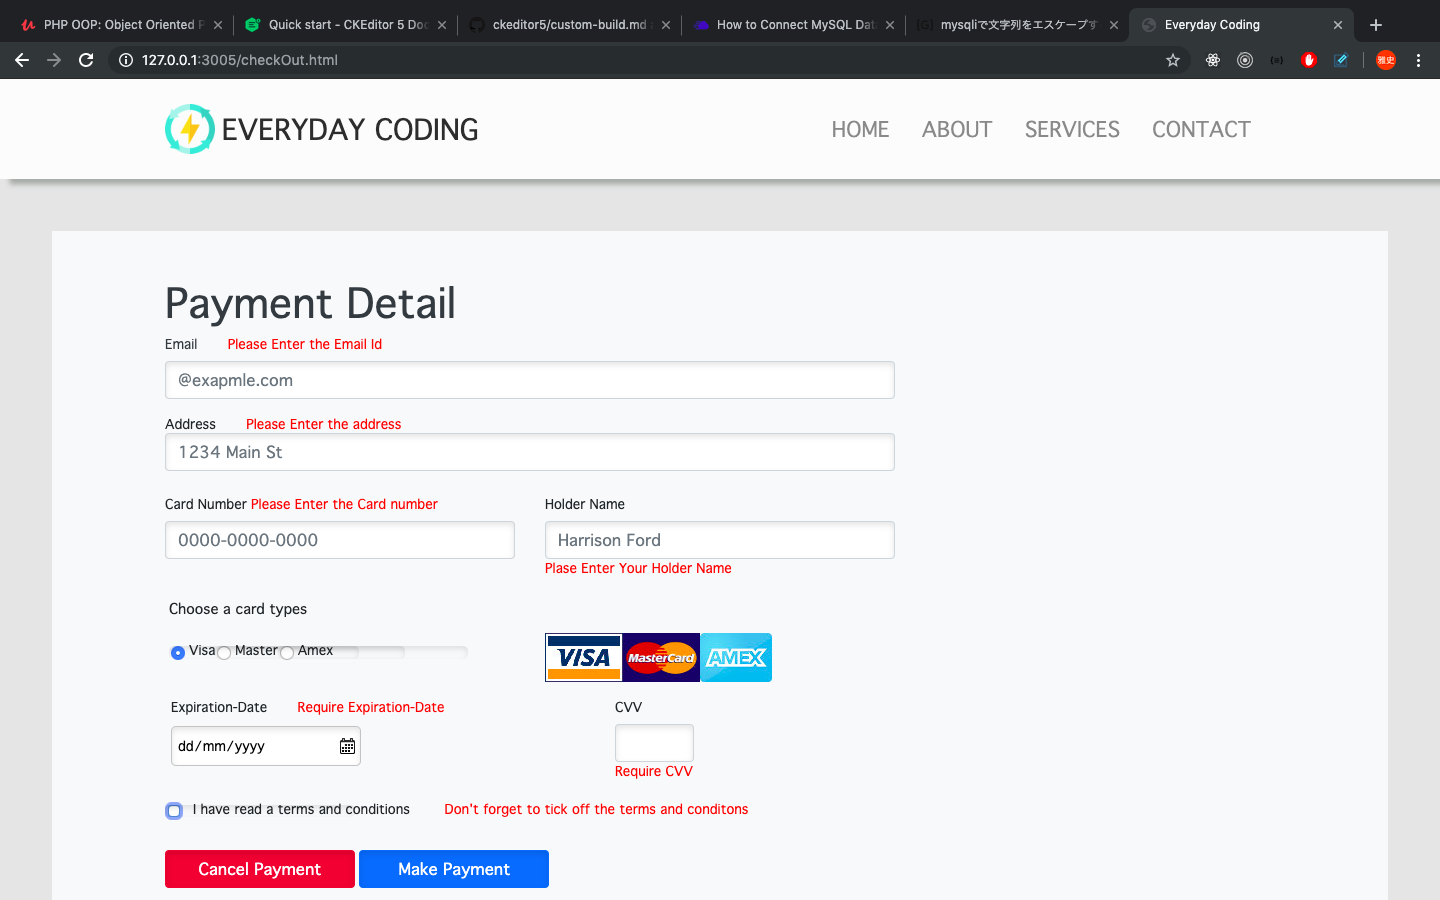 PHP OOP: Object Oriented P
Quick start - CKEditor 5 Doc
ckeditor5/custom-build.md a
How to Connect MySQL Data
[G] mysqliで文字列をエスケープす
Everyday Coding
127.0.0.1:3005/checkOut.html
雅史
EVERYDAY CODING
HOME
ABOUT
SERVICES
CONTACT
Payment Detail
Email Please Enter the Email Id
@exapmle.com
Address Please Enter the address
1234 Main St
Card Number Please Enter the Card number
Holder Name
0000-0000-0000
Harrison Ford
Plase Enter Your Holder Name
Choose a card types
Visa Master Amex
VISA MasterCard AMEX
Expiration-Date Require Expiration-Date
CVV
dd/mm/yyyy
Require CVV
I have read a terms and conditions Don't forget to tick off the terms and conditons
Cancel Payment
Make Payment